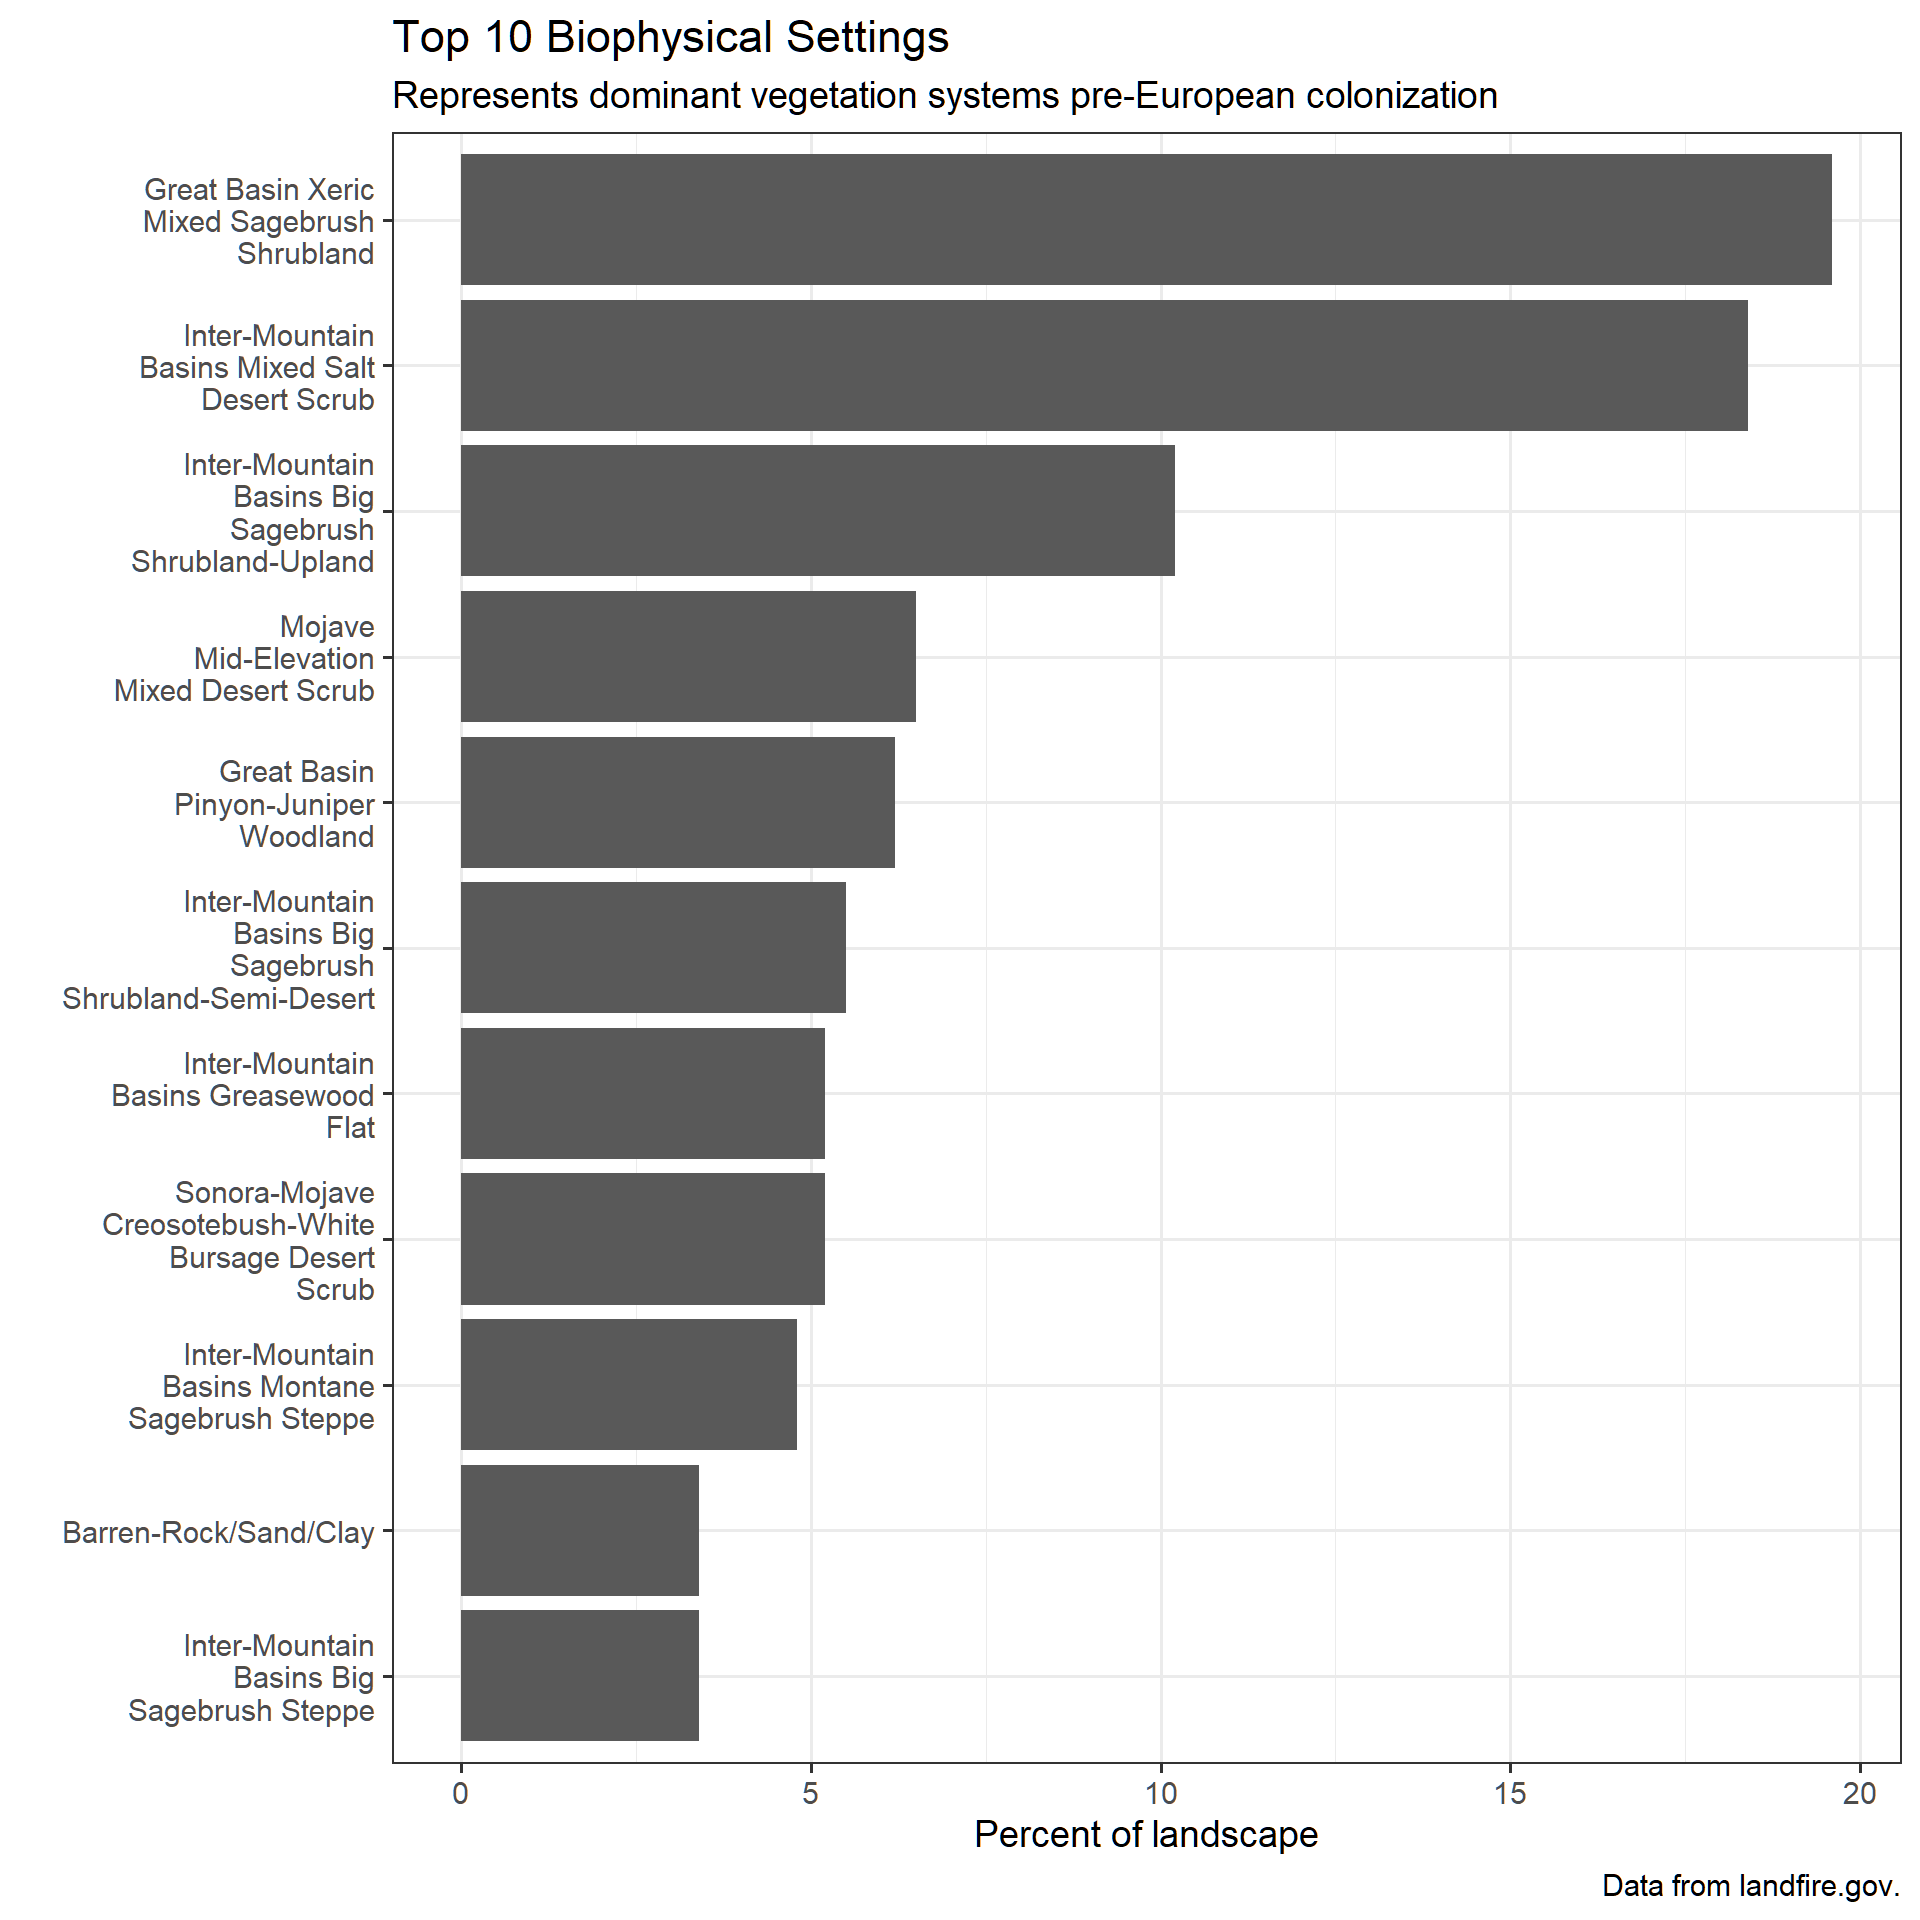 Top 10 Biophysical Settings
Represents dominant vegetation systems pre-European colonization
Great Basin Xeric
Mixed Sagebrush
Shrubland
Inter-Mountain
Basins Mixed Salt
Desert Scrub
Inter-Mountain
Basins Big
Sagebrush
Shrubland-Upland
Mojave
Mid-Elevation
Mixed Desert Scrub
Great Basin
Pinyon-Juniper
Woodland
Inter-Mountain
Basins Big
Sagebrush
Shrubland-Semi-Desert
Inter-Mountain
Basins Greasewood
Flat
Sonora-Mojave
Creosotebush-White
Bursage Desert
Scrub
Inter-Mountain
Basins Montane
Sagebrush Steppe
Barren-Rock/Sand/Clay
Inter-Mountain
Basins Big
Sagebrush Steppe
0 5 10 15 20
Percent of landscape
Data from landfire.gov.